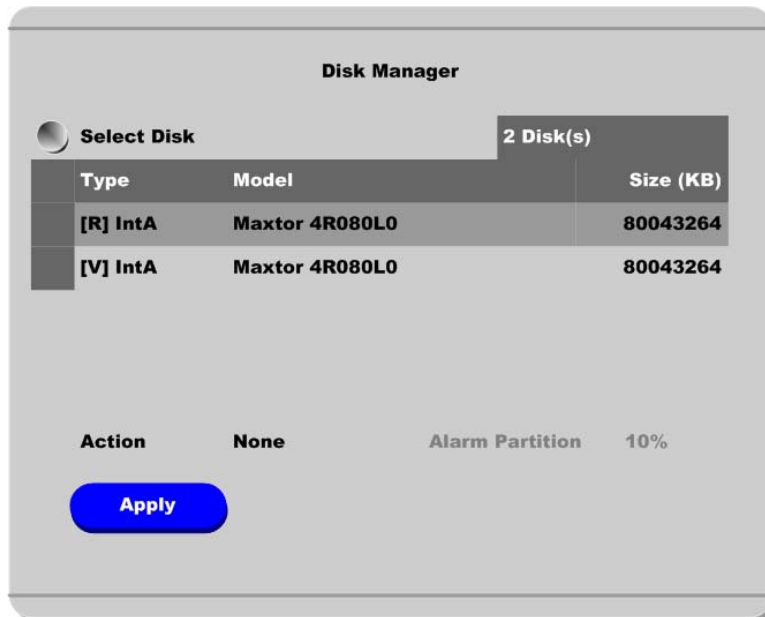 Disk Manager
Select Disk 2 Disk(s)
Type Model Size (KB)
[R] IntA Maxtor 4R080L0 80043264
[V] IntA Maxtor 4R080L0 80043264
Action None Alarm Partition 10%
Apply